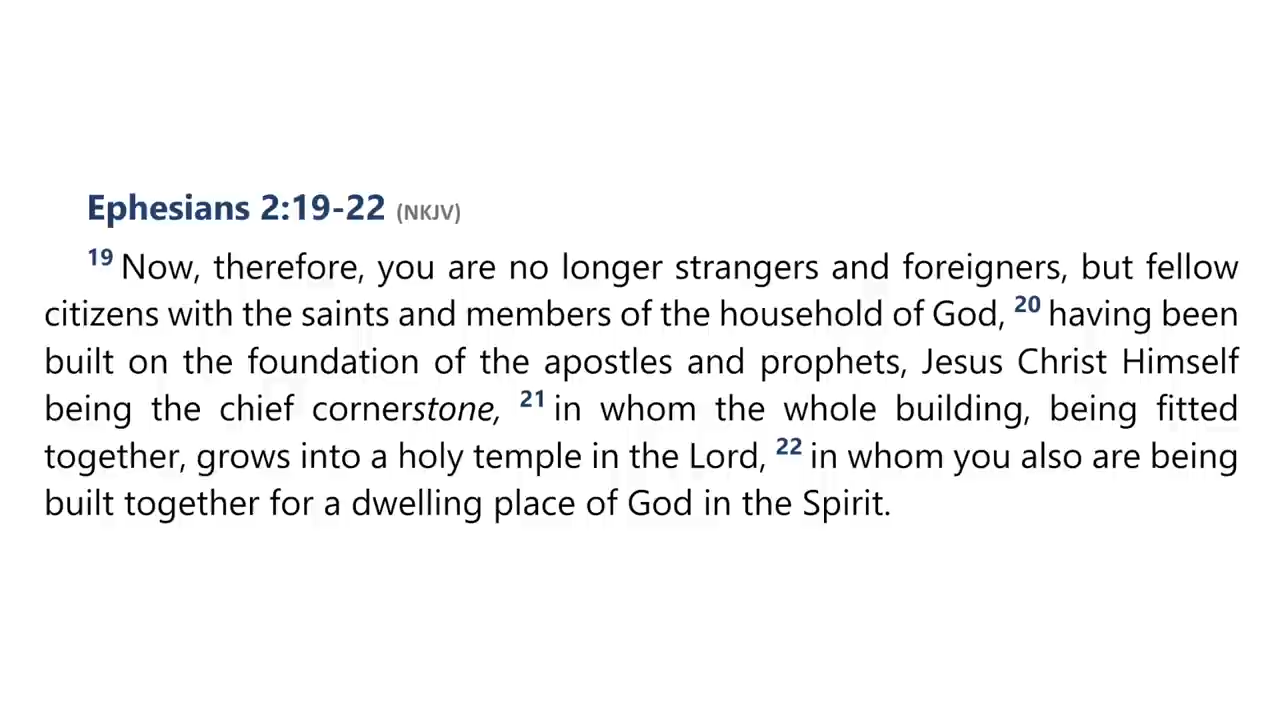 Ephesians 2:19-22 (NKJV)
19 Now, therefore, you are no longer strangers and foreigners, but fellow
citizens with the saints and members of the household of God, 20 having been
built on the foundation of the apostles and prophets, Jesus Christ Himself
being the chief cornerstone, 21 in whom the whole building, being fitted
together, grows into a holy temple in the Lord, 22 in whom you also are being
built together for a dwelling place of God in the Spirit.